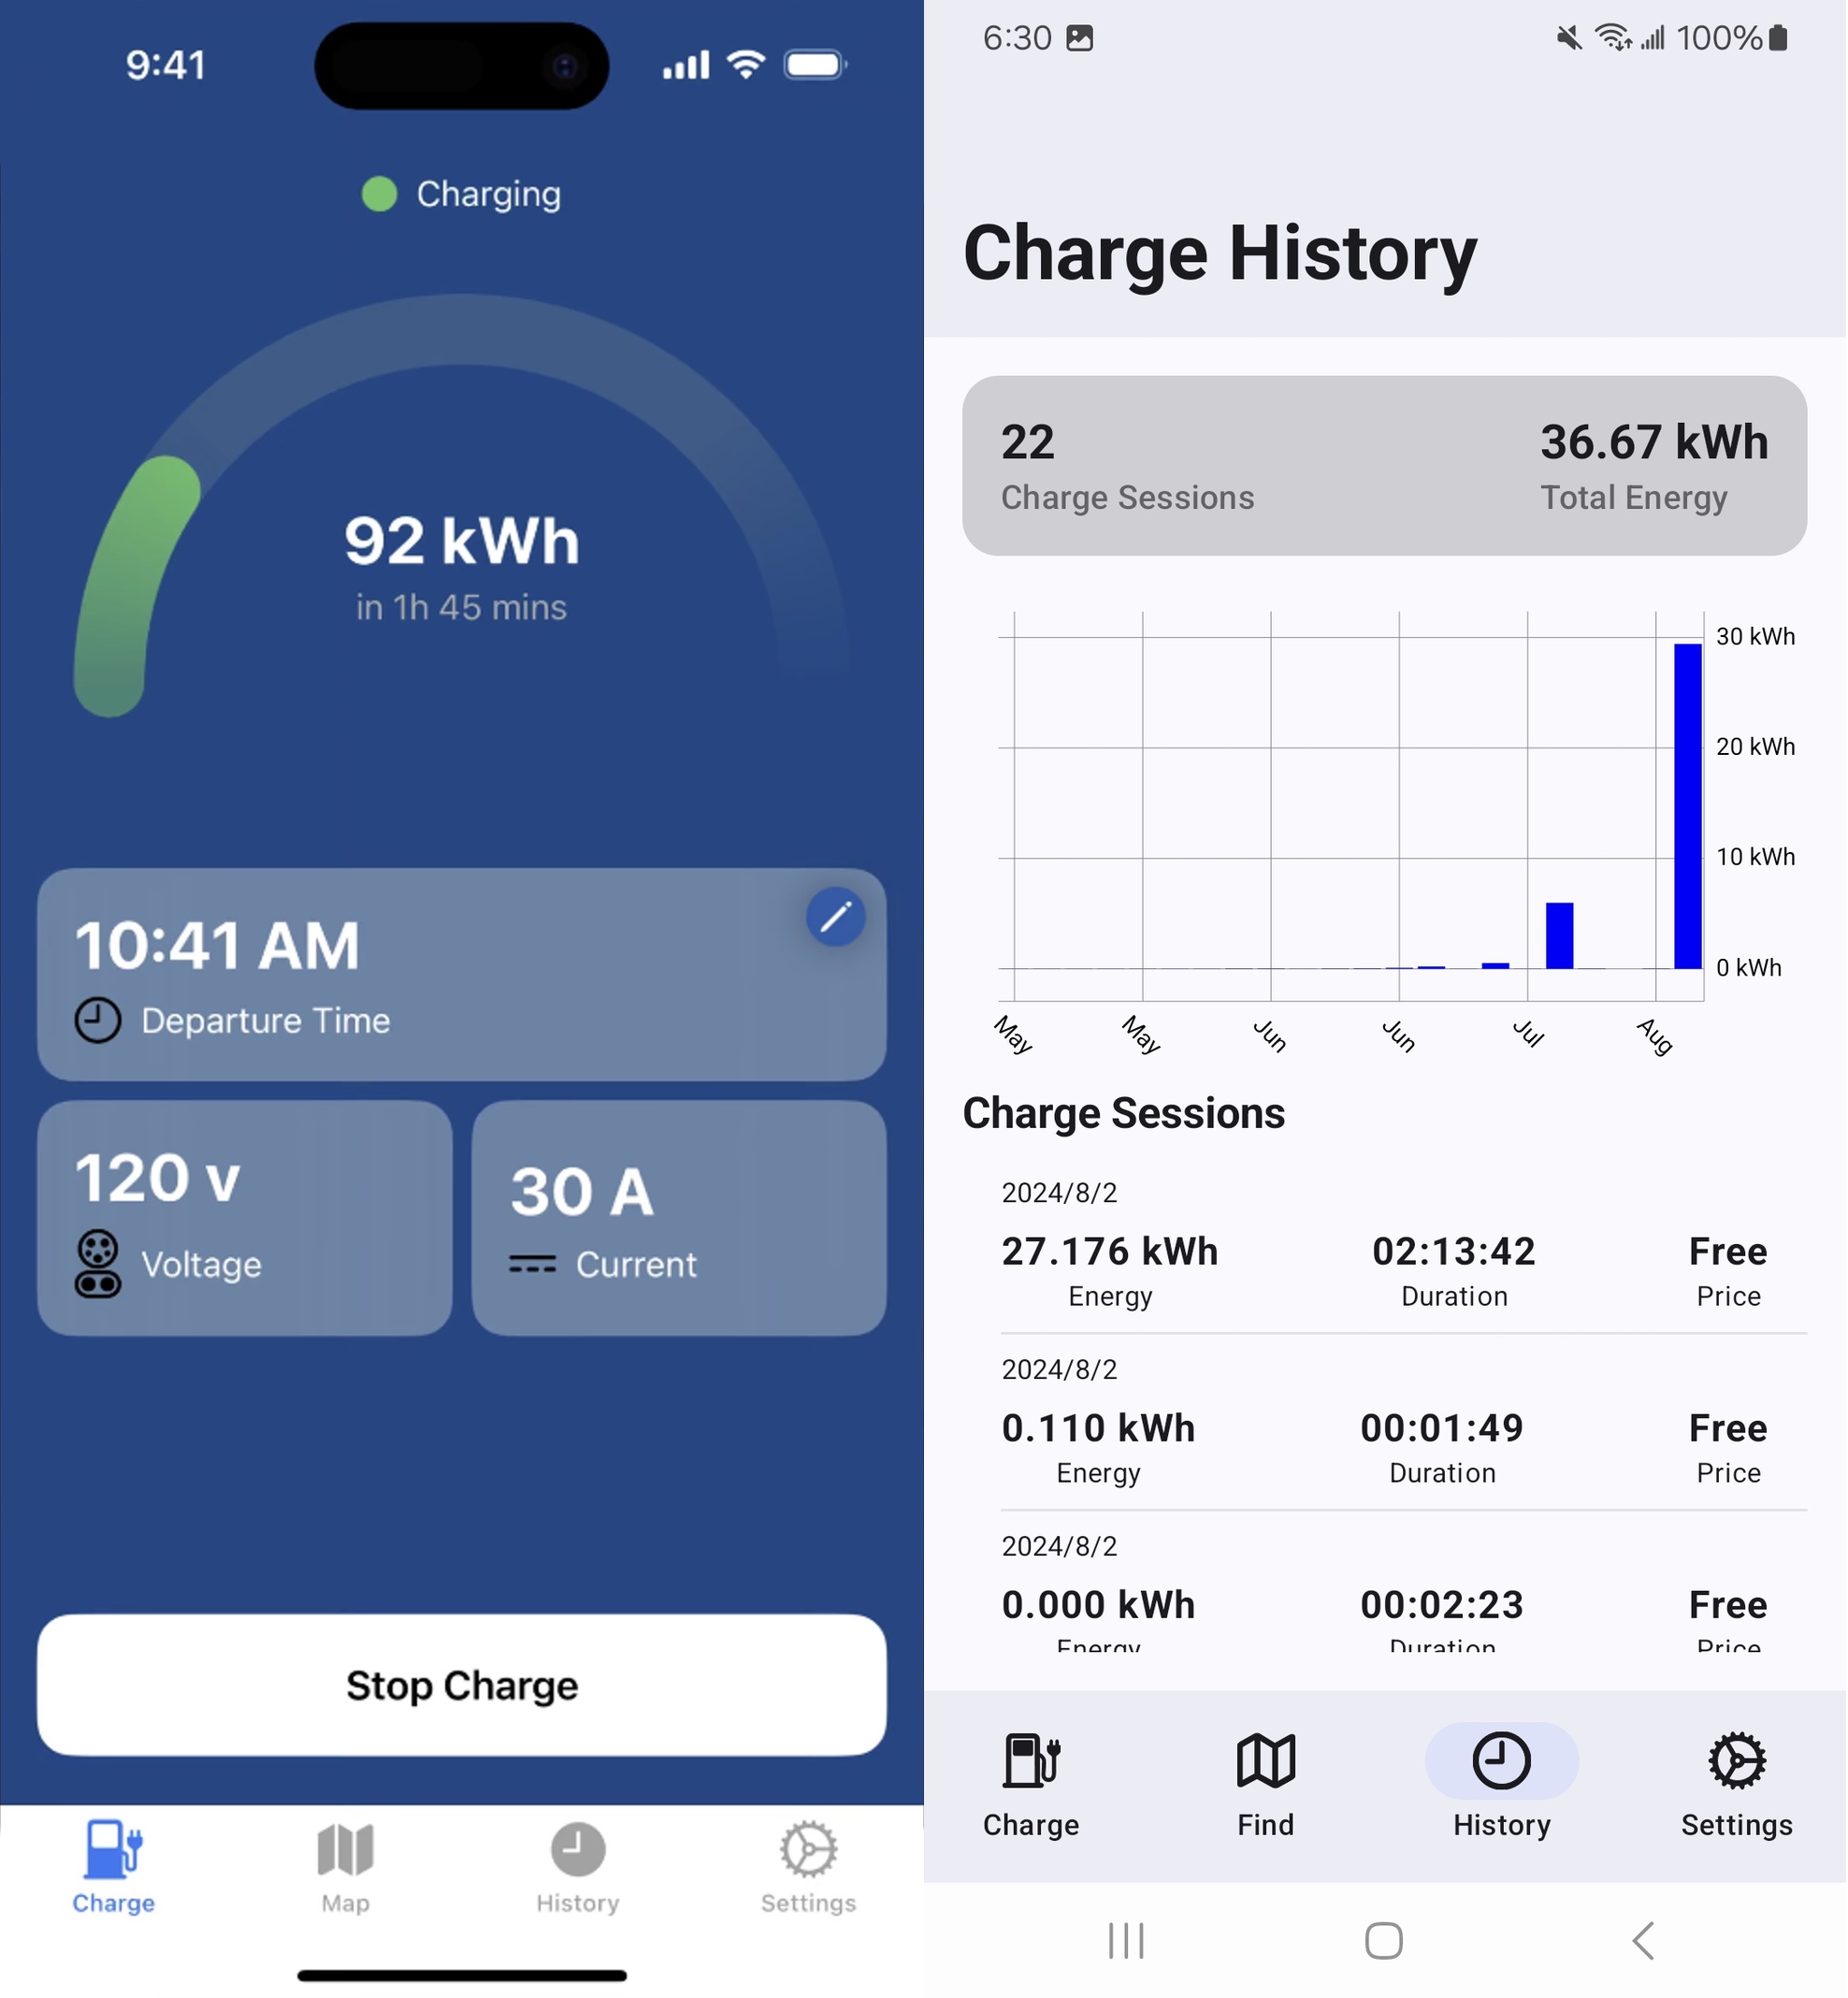 9:41
Charging
92 kWh
in 1h 45 mins
10:41 AM
Departure Time
120 v
Voltage
30 A
Current
Stop Charge
Charge
Map
History
Settings
6:30
100%
Charge History
22
36.67 kWh
Charge Sessions
Total Energy
30 kWh
20 kWh
10 kWh
0 kWh
May
May
Jun
Jun
Jul
Aug
Charge Sessions
2024/8/2
27.176 kWh
02:13:42
Free
Energy
Duration
Price
2024/8/2
0.110 kWh
00:01:49
Free
Energy
Duration
Price
2024/8/2
0.000 kWh
00:02:23
Free
Energy
Duration
Price
Charge
Find
History
Settings